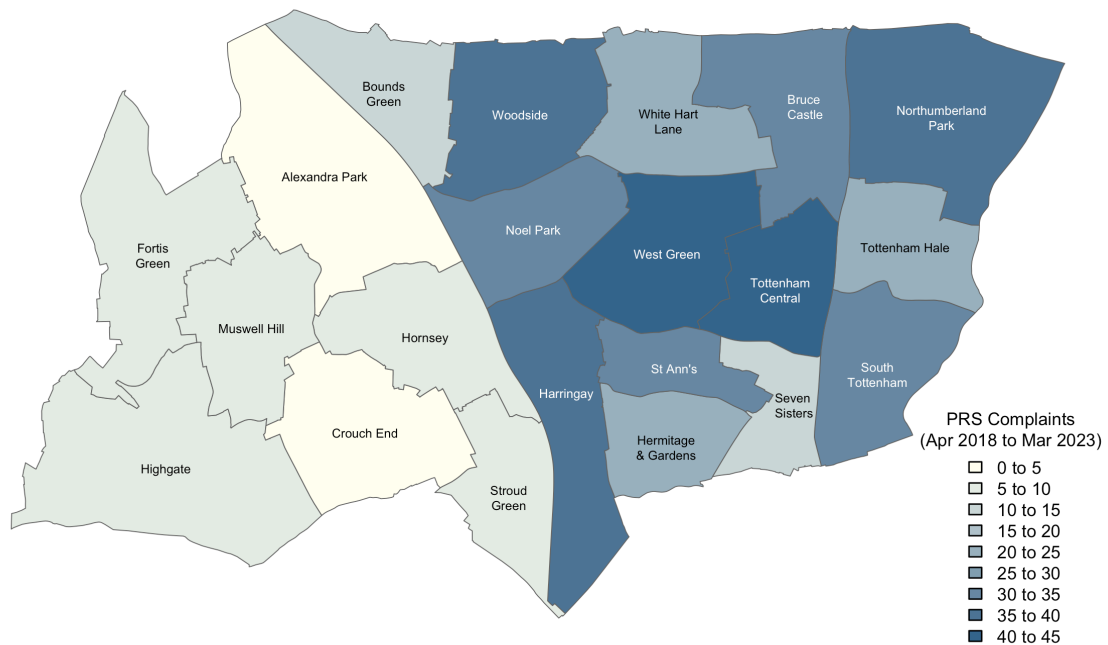 Bounds
Green
Woodside
White Hart
Lane
Bruce
Castle
Northumberland
Park
Alexandra Park
Fortis
Green
Noel Park
West Green
Tottenham Hale
Tottenham
Central
Muswell Hill
Hornsey
St Ann's
South
Tottenham
Harringay
Seven
Sisters
Crouch End
Hermitage
& Gardens
Highgate
Stroud
Green
PRS Complaints
(Apr 2018 to Mar 2023)
0 to 5
5 to 10
10 to 15
15 to 20
20 to 25
25 to 30
30 to 35
35 to 40
40 to 45